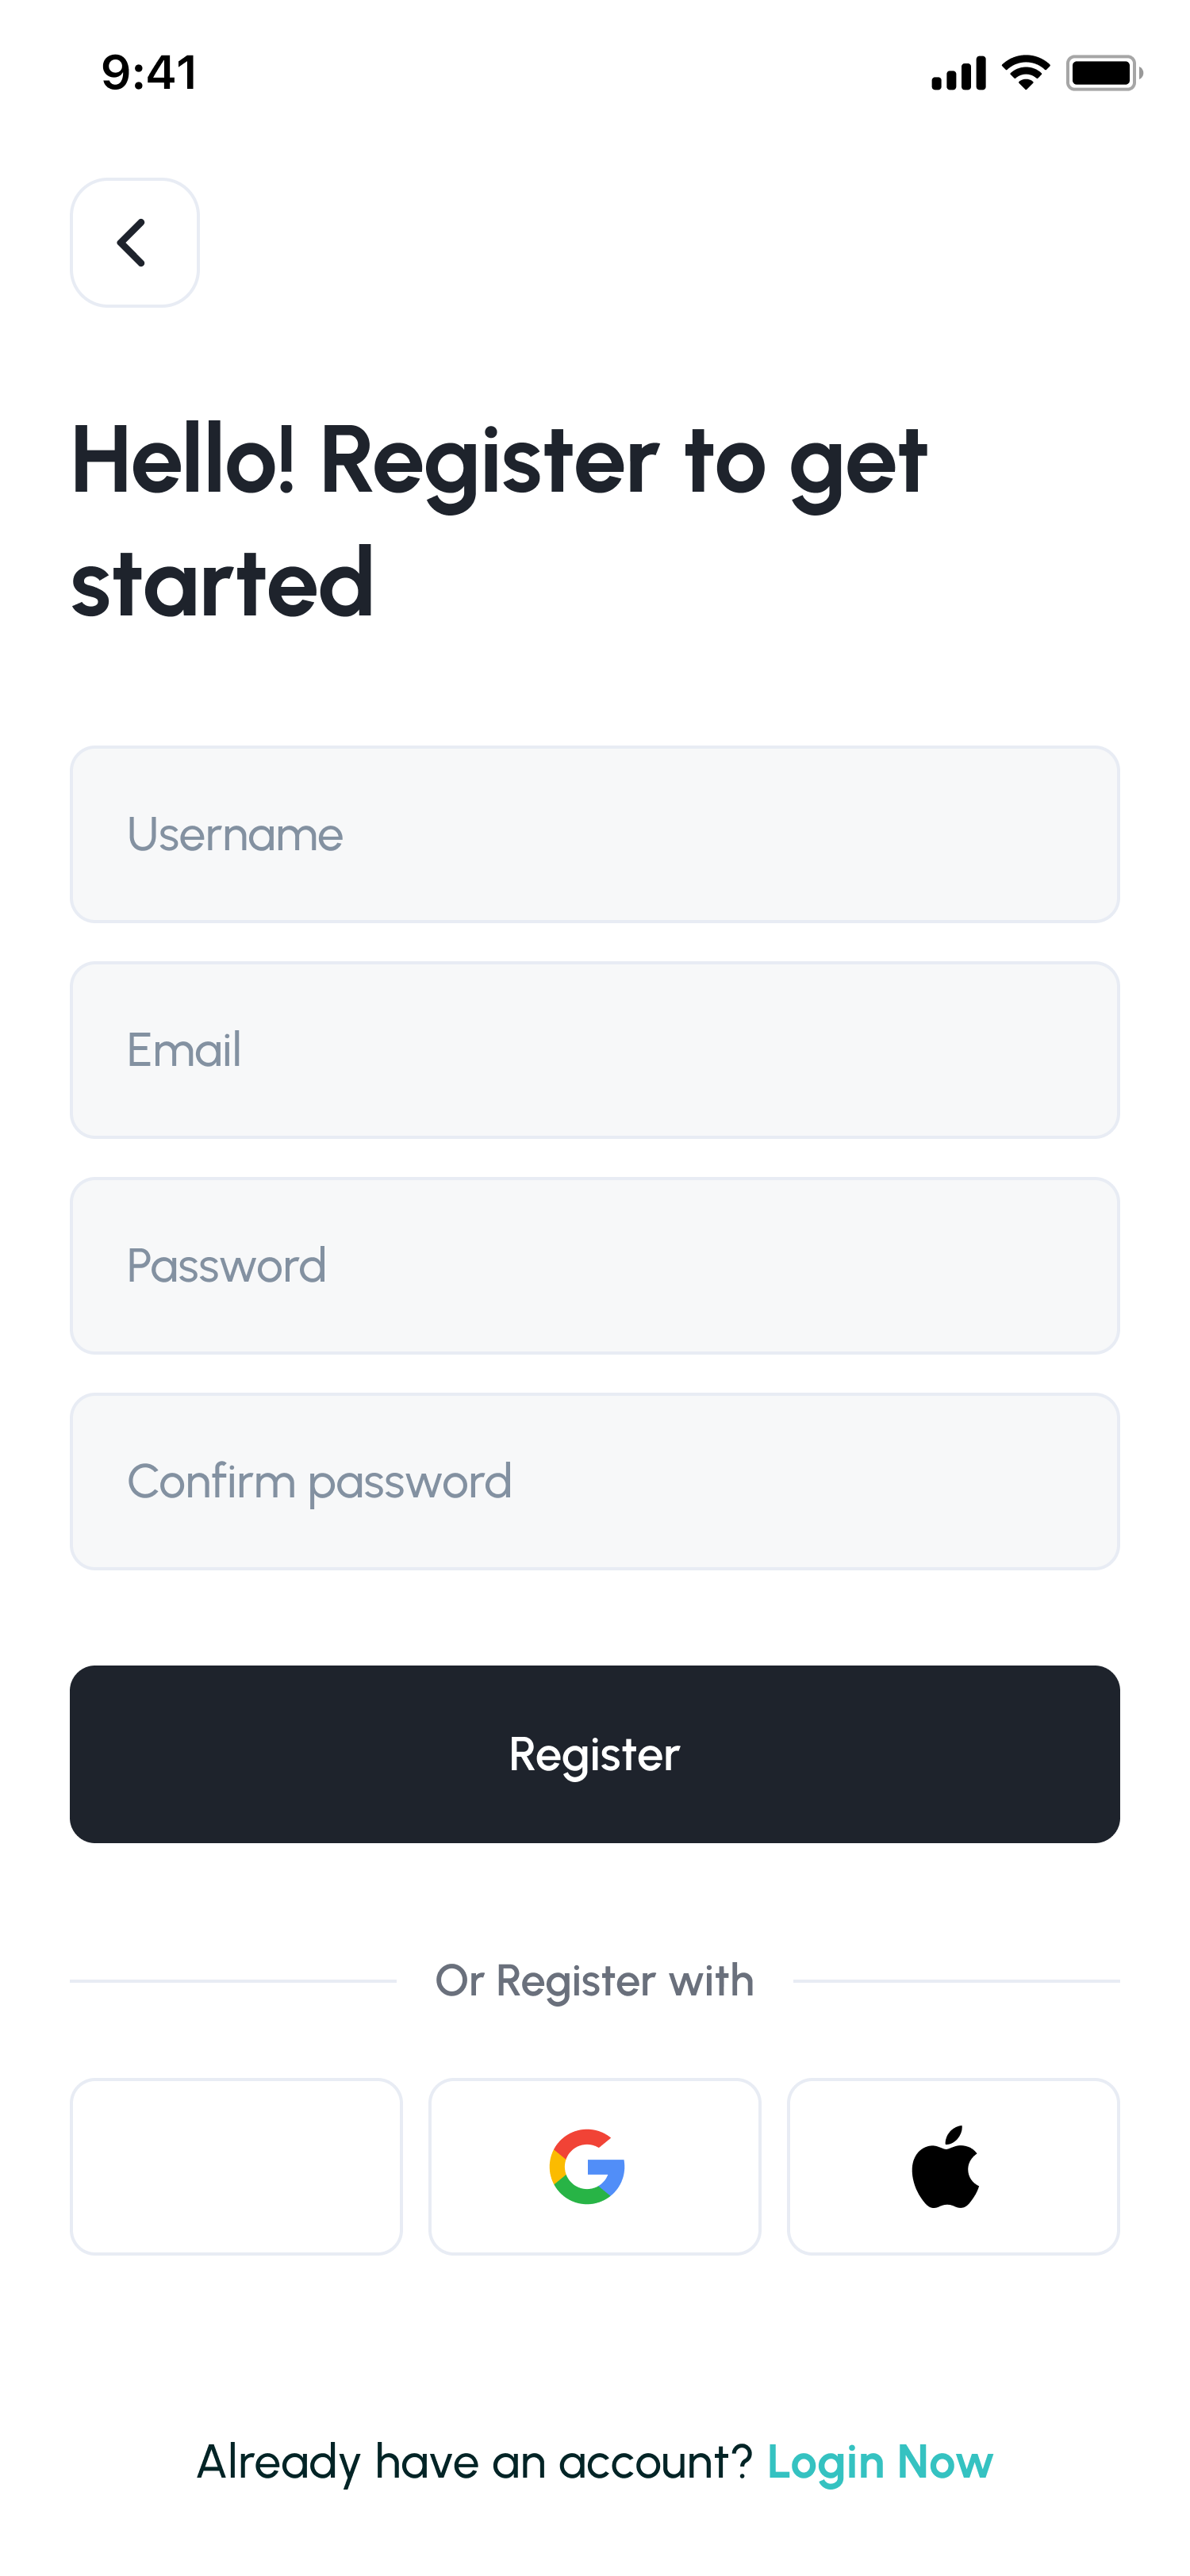 9:41
Hello! Register to get
started
Username
Email
Password
Confirm password
Register
Or Register with
Already have an account? Login Now